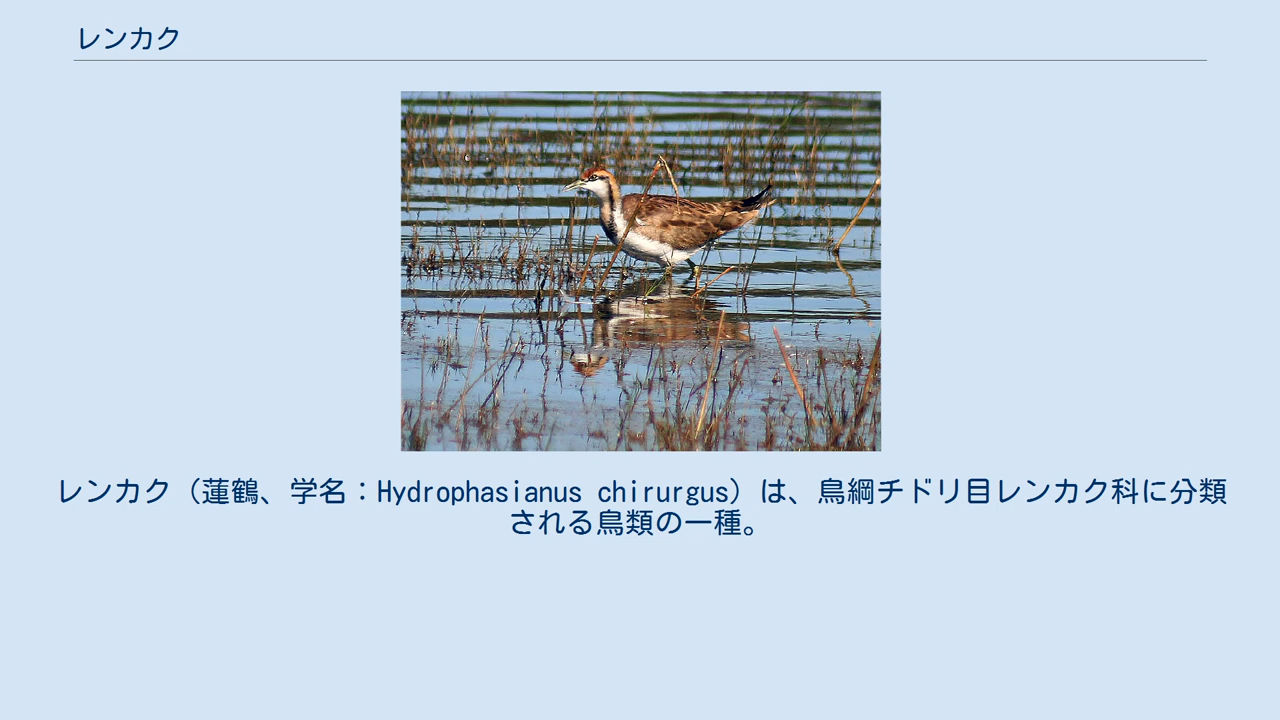 レンカク
レンカク（蓮鶴、学名：Hydrophasianus chirurgus）は、鳥綱チドリ目レンカク科に分類
される鳥類の一種。